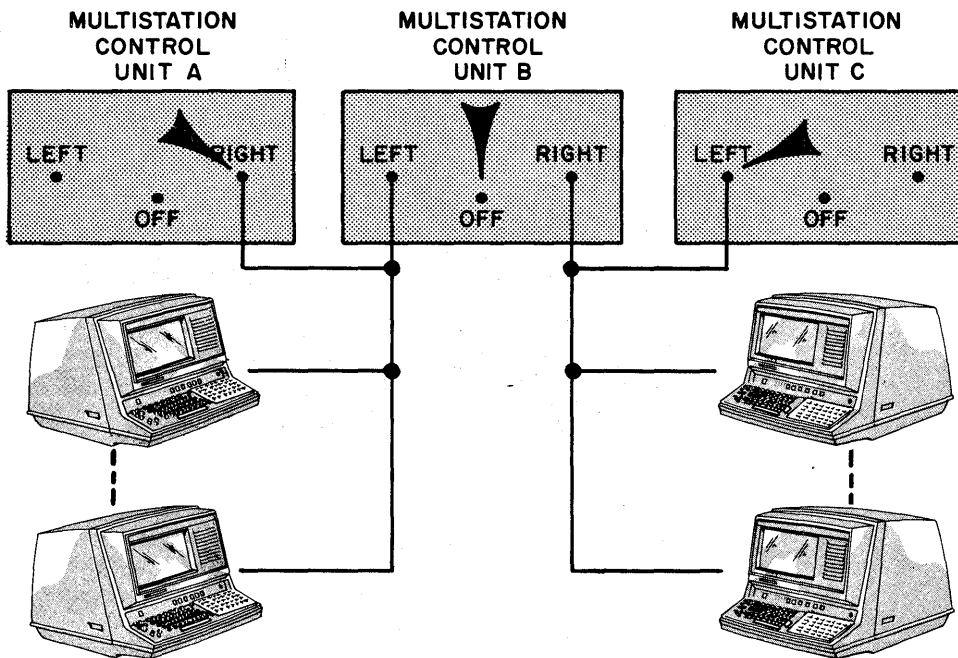 MULTISTATION
CONTROL
UNIT A
MULTISTATION
CONTROL
UNIT B
MULTISTATION
CONTROL
UNIT C
LEFT
RIGHT
OFF
LEFT
RIGHT
OFF
LEFT
RIGHT
OFF